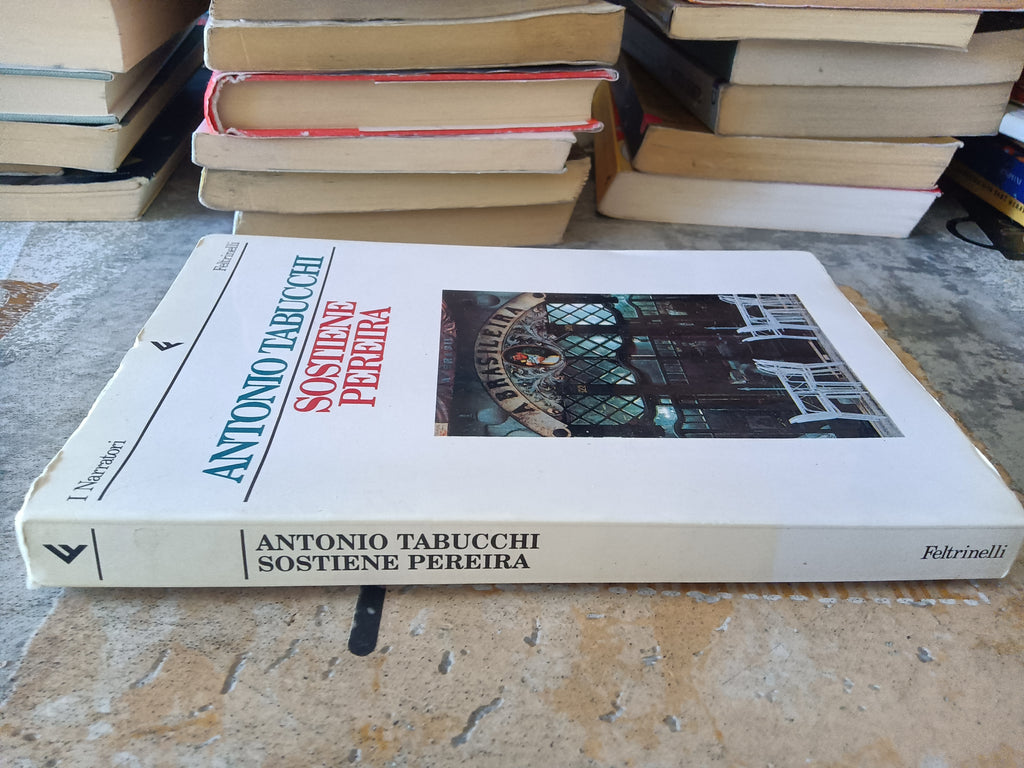 Feltrinelli
I Narratori
ANTONIO TABUCCHI
SOSTIENE
PEREIRA
A BRASILEIRA
ANTONIO TABUCCHI
SOSTIENE PEREIRA
Feltrinelli